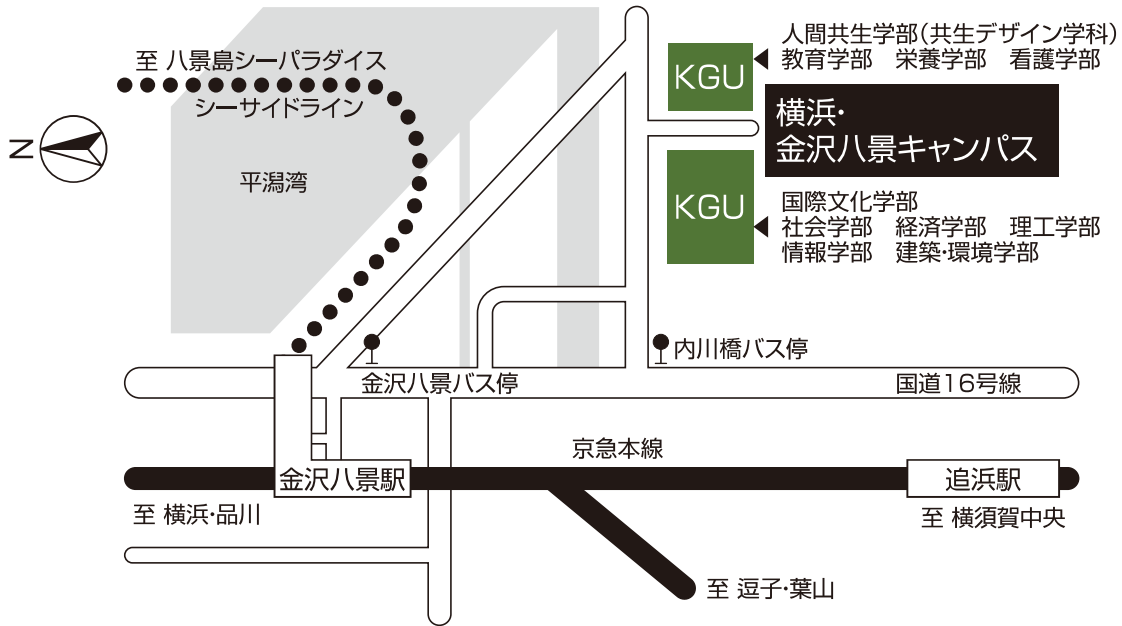 人間共生学部(共生デザイン学科)
教育学部　栄養学部　看護学部
KGU
横浜・
金沢八景キャンパス
KGU
国際文化学部
社会学部　経済学部　理工学部
情報学部　建築・環境学部
至 八景島シーパラダイス
シーサイドライン
N
平潟湾
内川橋バス停
金沢八景バス停
国道16号線
京急本線
金沢八景駅
追浜駅
至 横浜・品川
至 横須賀中央
至 逗子・葉山